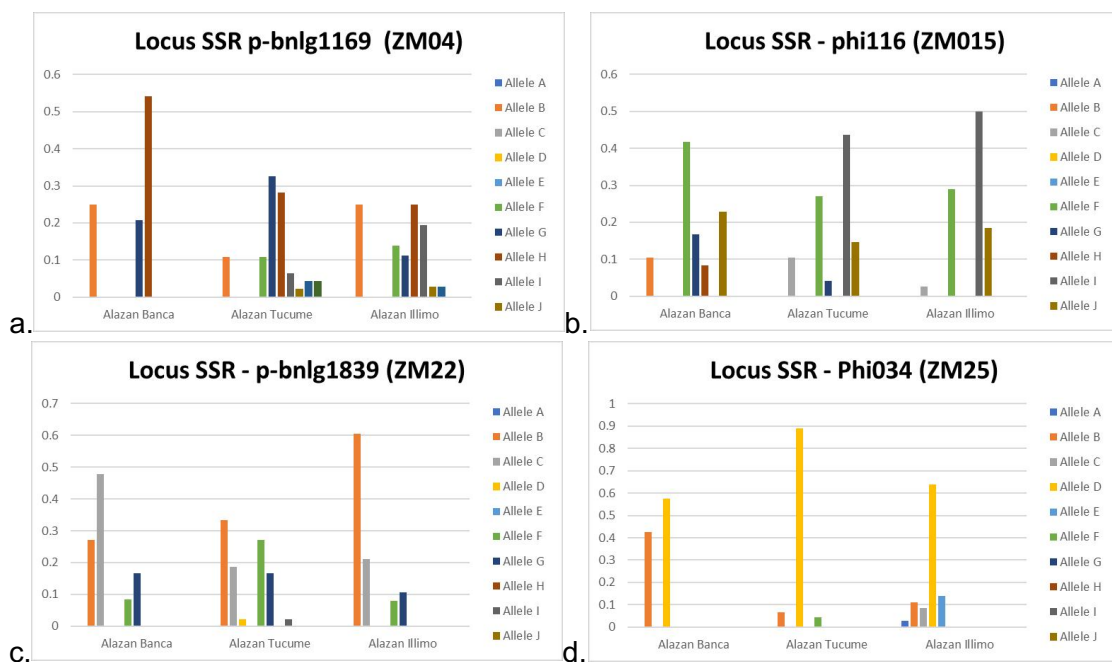 Locus SSR p-bnlg1169 (ZM04)
0.6
0.5
0.4
0.3
0.2
0.1
0
Alazan Banca
Alazan Tucume
Alazan Illimo
Allele A
Allele B
Allele C
Allele D
Allele E
Allele F
Allele G
Allele H
Allele I
Allele J
a.
Locus SSR - phi116 (ZM015)
0.6
0.5
0.4
0.3
0.2
0.1
0
Alazan Banca
Alazan Tucume
Alazan Illimo
Allele A
Allele B
Allele C
Allele D
Allele E
Allele F
Allele G
Allele H
Allele I
Allele J
b.
Locus SSR - p-bnlg1839 (ZM22)
0.7
0.6
0.5
0.4
0.3
0.2
0.1
0
Alazan Banca
Alazan Tucume
Alazan Illimo
Allele A
Allele B
Allele C
Allele D
Allele E
Allele F
Allele G
Allele H
Allele I
Allele J
c.
Locus SSR - Phi034 (ZM25)
1
0.9
0.8
0.7
0.6
0.5
0.4
0.3
0.2
0.1
0
Alazan Banca
Alazan Tucume
Alazan Illimo
Allele A
Allele B
Allele C
Allele D
Allele E
Allele F
Allele G
Allele H
Allele I
Allele J
d.